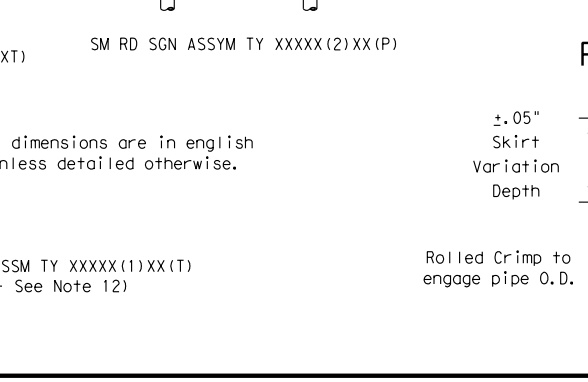 SM RD SGN ASSYM TY XXXXX(2)XX(P)
XT)
±.05"
Skirt
Variation
Depth
dimensions are in english
nless detailed otherwise.
SSM TY XXXXX(1)XX(T)
- See Note 12)
Rolled Crimp to
engage pipe O.D.